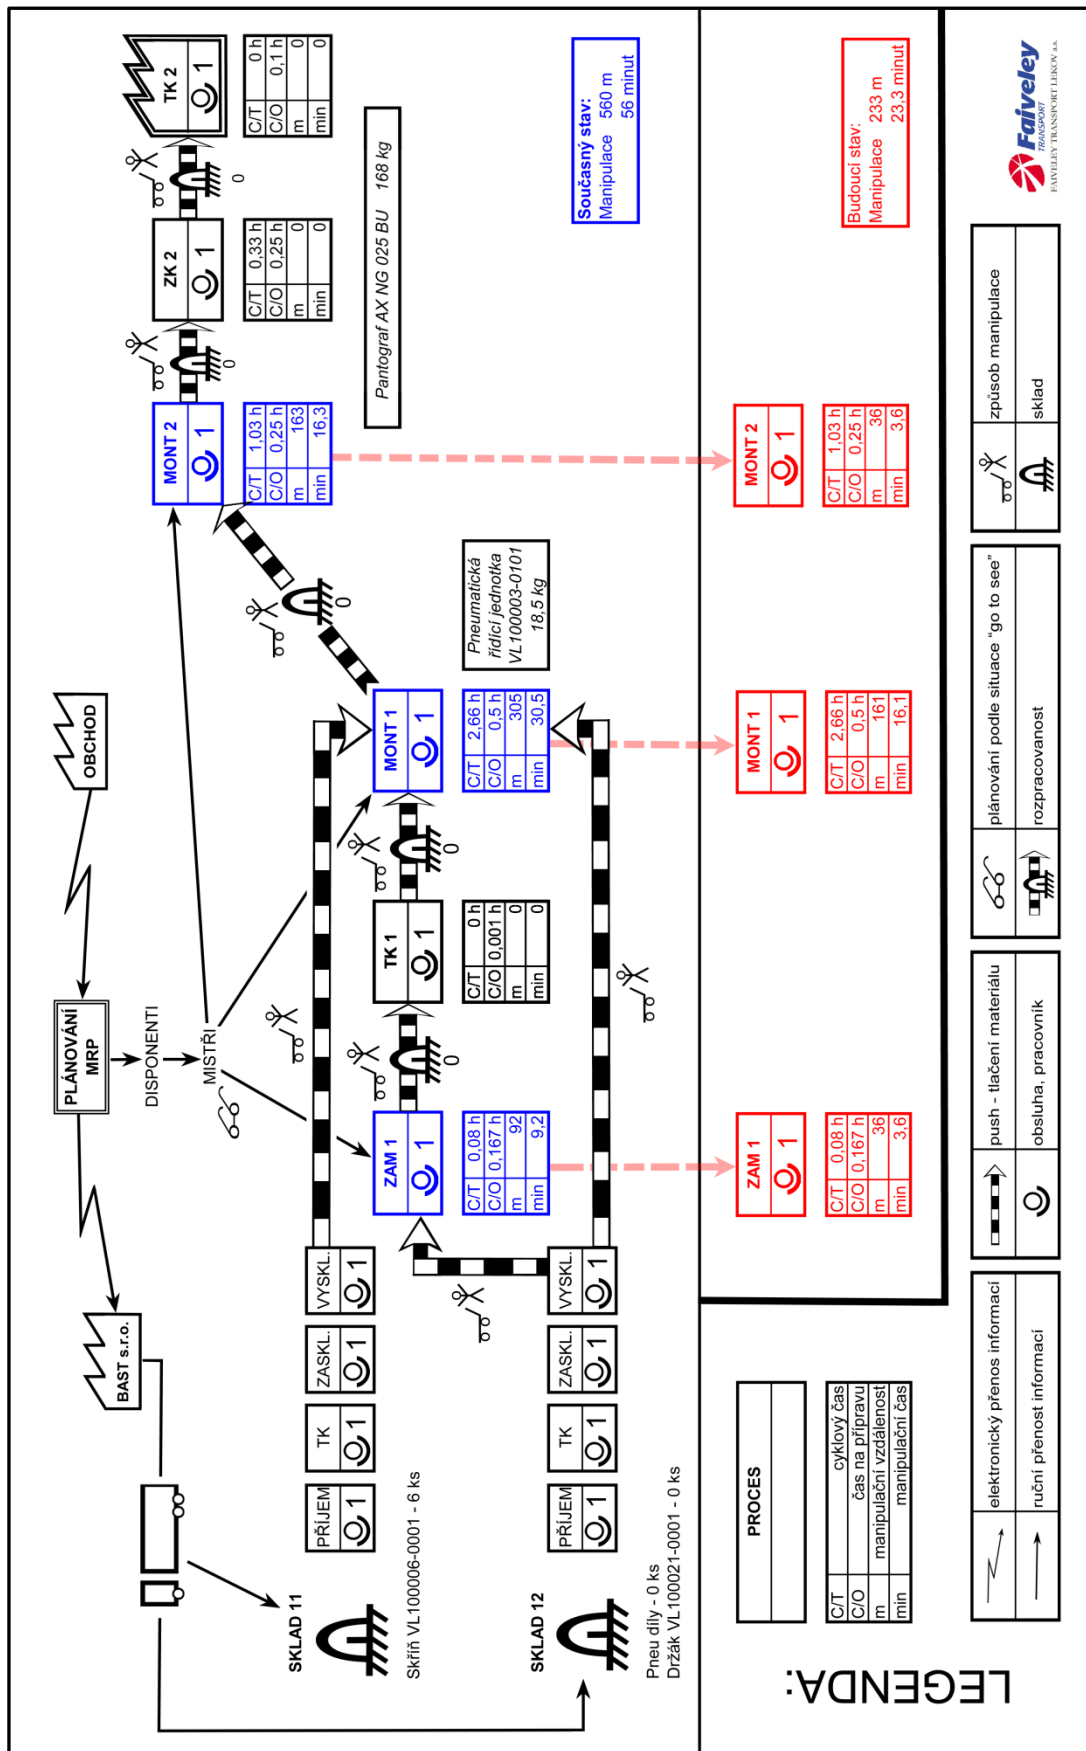 OBCHOD
PLÁNOVÁNÍ
MRP
DISPONENTI
MISTŘI
BAST s.r.o.
SKLAD 11
Skříň VL100006-0001 - 6 ks
PŘÍJEM
1
TK
1
ZASKL.
1
VYSKL.
1
SKLAD 12
Pneu díly - 0 ks
Držák VL100021-0001 - 0 ks
PŘÍJEM
1
TK
1
ZASKL.
1
VYSKL.
1
ZAM 1
1
C/T 0,08 h
C/O 0,167 h
m 92
min 9,2
0
TK 1
1
C/T 0 h
C/O 0,001 h
m 0
min 0
0
MONT 1
1
C/T 2,66 h
C/O 0,5 h
m 305
min 30,5
Pneumatická
řídící jednotka
VL100003-0101
18,5 kg
0
MONT 2
1
C/T 1,03 h
C/O 0,25 h
m 163
min 16,3
0
ZK 2
1
C/T 0,33 h
C/O 0,25 h
m 0
min 0
0
TK 2
1
C/T 0 h
C/O 0,1 h
m 0
min 0
Pantograf AX NG 025 BU 168 kg
Současný stav:
Manipulace 560 m
56 minut
ZAM 1
1
C/T 0,08 h
C/O 0,167 h
m 36
min 3,6
MONT 1
1
C/T 2,66 h
C/O 0,5 h
m 161
min 16,1
MONT 2
1
C/T 1,03 h
C/O 0,25 h
m 36
min 3,6
Budoucí stav:
Manipulace 233 m
23,3 minut
LEGENDA:
PROCES
C/T cyklový čas
C/O čas na přípravu
m manipulační vzdálenost
min manipulační čas
elektronický přenos informací
ruční přenost informací
push - tlačení materiálu
obsluha, pracovník
plánování podle situace "go to see"
rozpracovanost
způsob manipulace
sklad
Faiveley
TRANSPORT
FAIVELEY TRANSPORT LEKOV a.s.